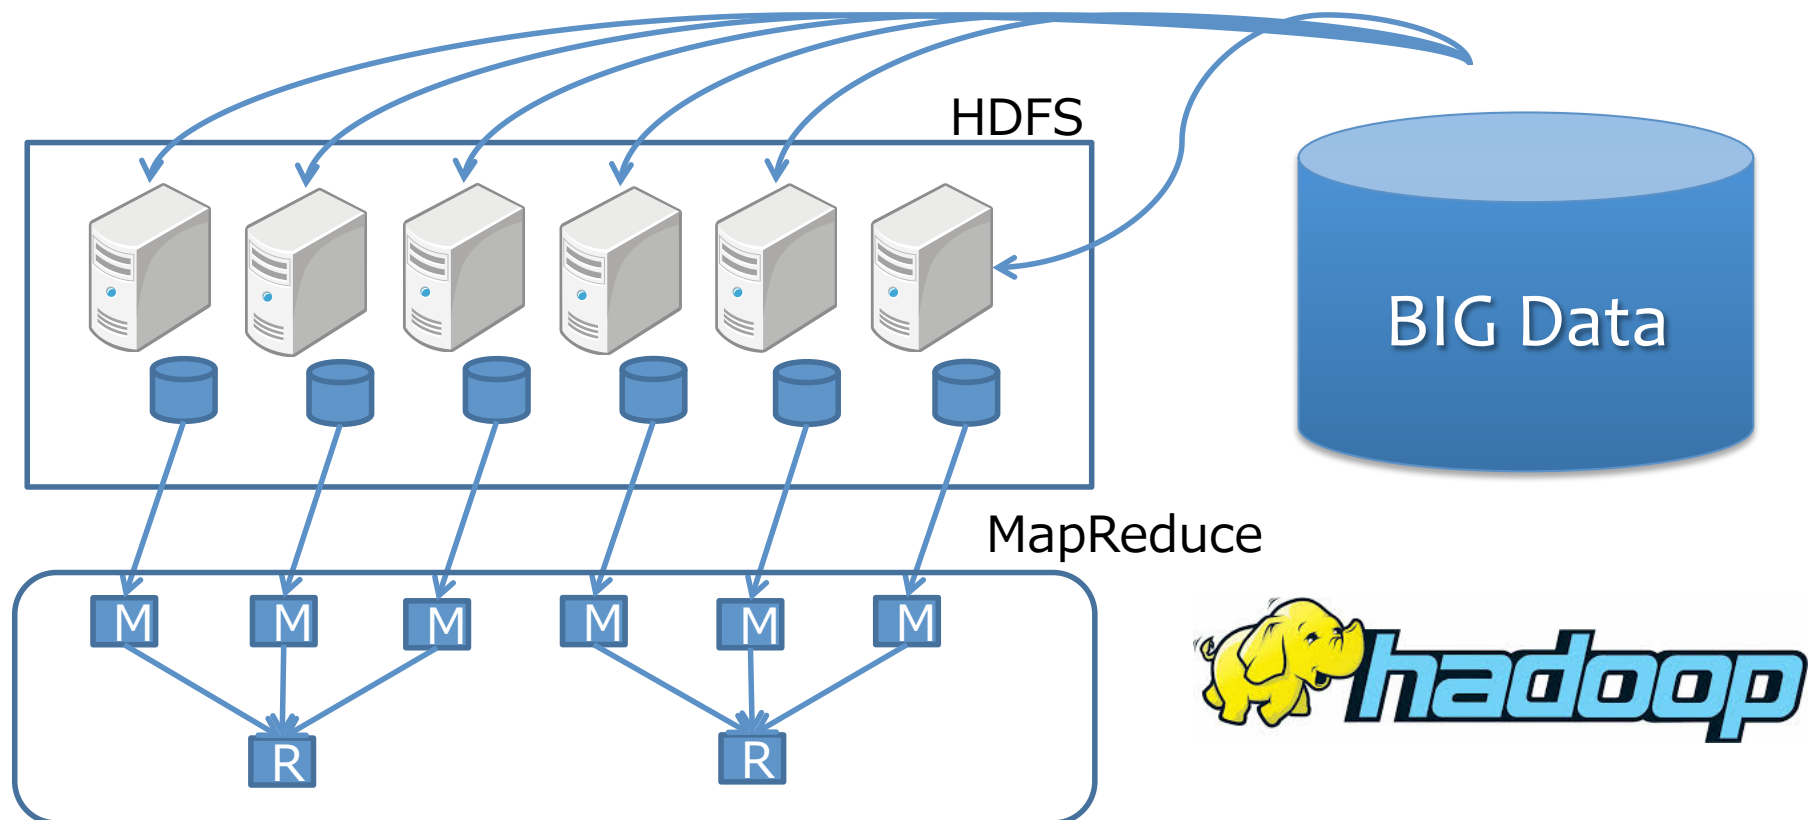 HDFS
BIG Data
MapReduce
M M M M M M
R R
hadoop